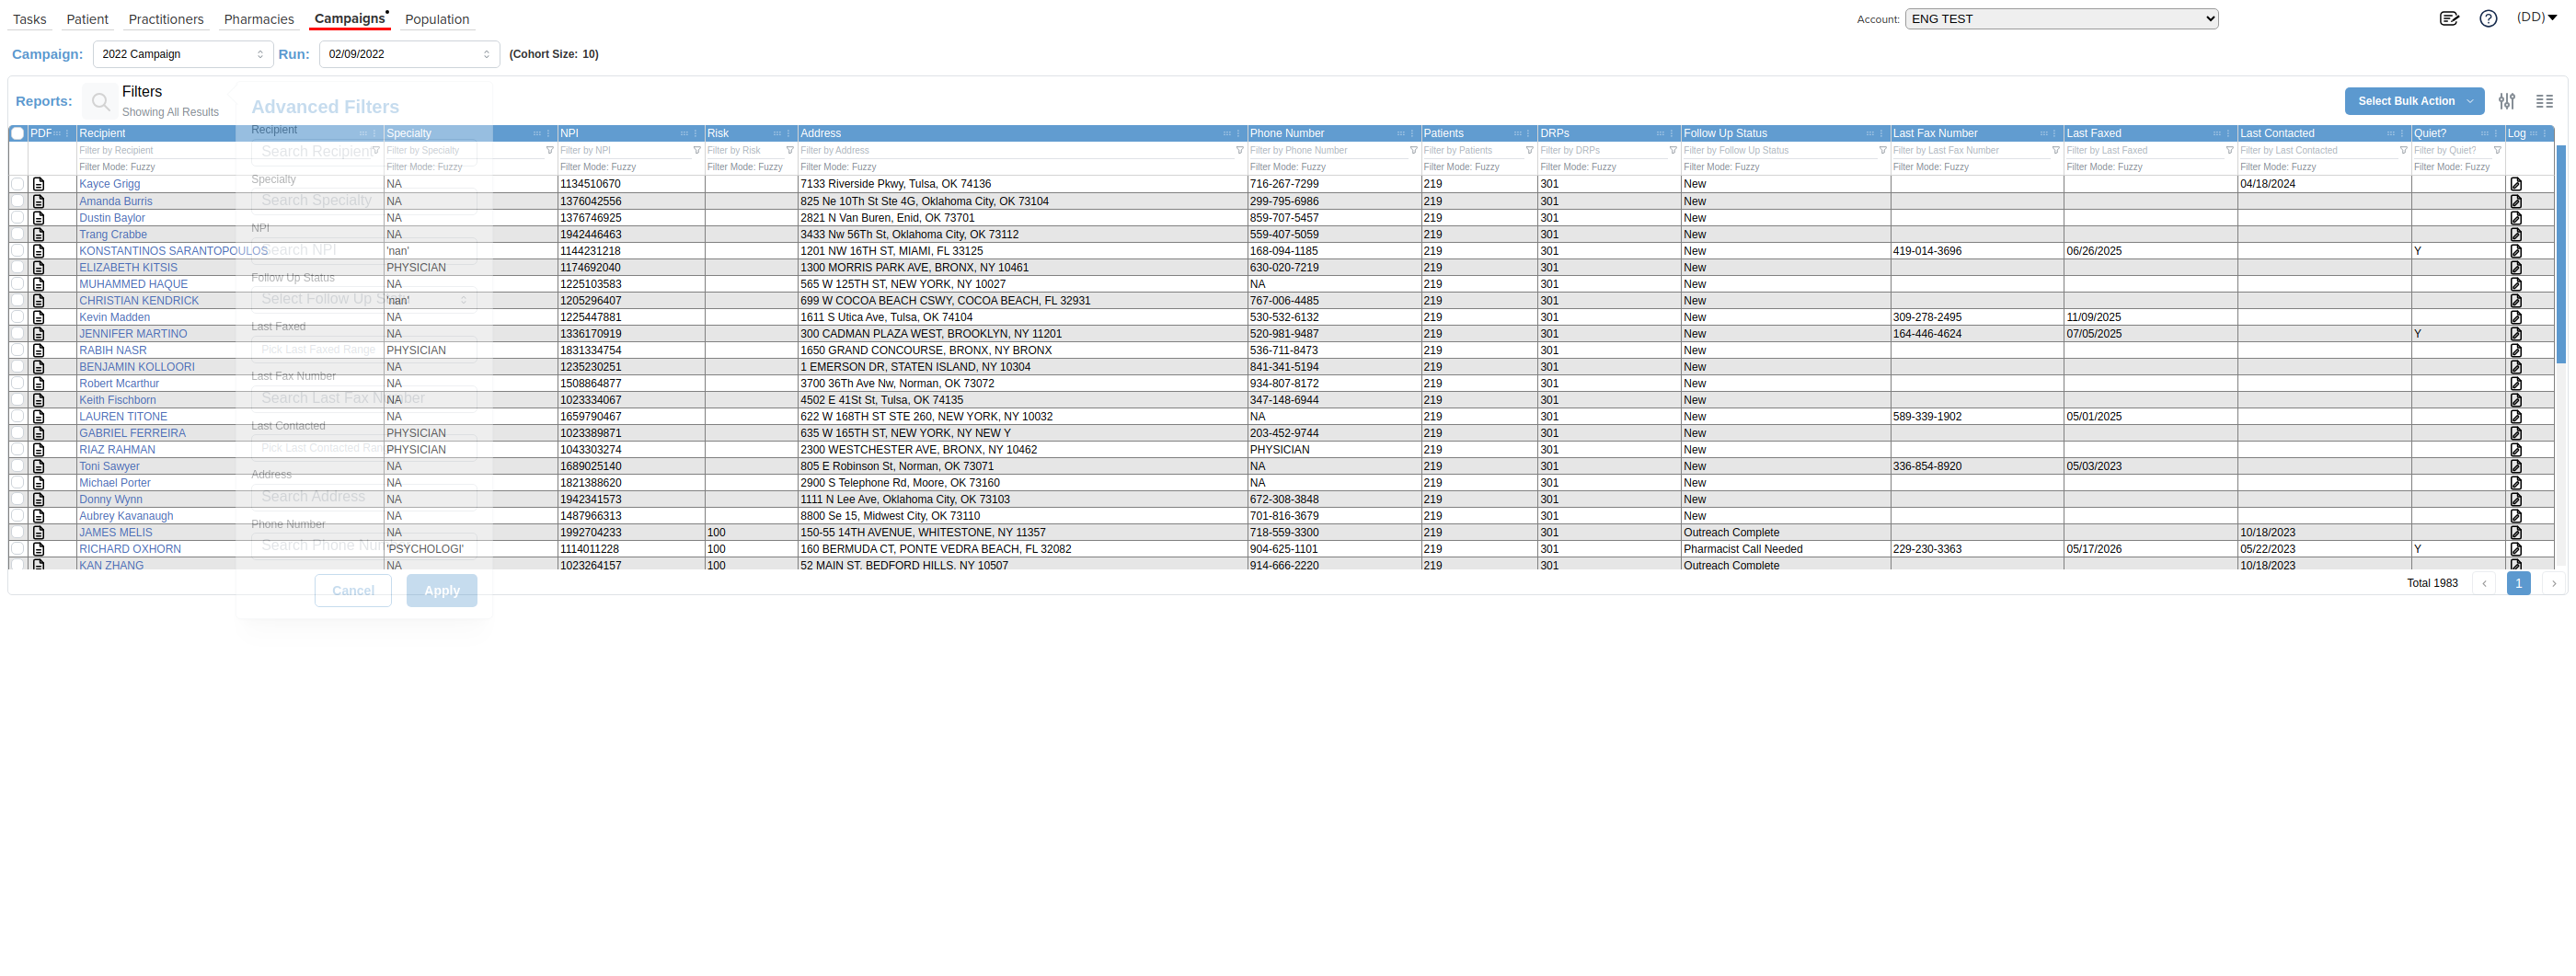 Tasks Patient Practitioners Pharmacies Campaigns Population Account: ENG TEST (DD)
Campaign: 2022 Campaign Run: 02/09/2022 (Cohort Size: 10)
Reports: Filters Showing All Results Select Bulk Action
PDF Recipient Specialty NPI Risk Address Phone Number Patients DRPs Follow Up Status Last Fax Number Last Faxed Last Contacted Quiet? Log
Filter by Recipient Filter by Specialty Filter by NPI Filter by Risk Filter by Address Filter by Phone Number Filter by Patients Filter by DRPs Filter by Follow Up Status Filter by Last Fax Number Filter by Last Faxed Filter by Last Contacted Filter by Quiet?
Filter Mode: Fuzzy Filter Mode: Fuzzy Filter Mode: Fuzzy Filter Mode: Fuzzy Filter Mode: Fuzzy Filter Mode: Fuzzy Filter Mode: Fuzzy Filter Mode: Fuzzy Filter Mode: Fuzzy Filter Mode: Fuzzy Filter Mode: Fuzzy Filter Mode: Fuzzy Filter Mode: Fuzzy
Kayce Grigg NA 1134510670 7133 Riverside Pkwy, Tulsa, OK 74136 716-267-7299 219 301 New 04/18/2024
Amanda Burris NA 1376042556 825 Ne 10Th St Ste 4G, Oklahoma City, OK 73104 299-795-6986 219 301 New
Dustin Baylor NA 1376746925 2821 N Van Buren, Enid, OK 73701 859-707-5457 219 301 New
Trang Crabbe NA 1942446463 3433 Nw 56Th St, Oklahoma City, OK 73112 559-407-5059 219 301 New
KONSTANTINOS SARANTOPOULOS 'nan' 1144231218 1201 NW 16TH ST, MIAMI, FL 33125 168-094-1185 219 301 New 419-014-3696 06/26/2025 Y
ELIZABETH KITSIS PHYSICIAN 1174692040 1300 MORRIS PARK AVE, BRONX, NY 10461 630-020-7219 219 301 New
MUHAMMED HAQUE NA 1225103583 565 W 125TH ST, NEW YORK, NY 10027 NA 219 301 New
CHRISTIAN KENDRICK 'nan' 1205296407 699 W COCOA BEACH CSWY, COCOA BEACH, FL 32931 767-006-4485 219 301 New
Kevin Madden NA 1225447881 1611 S Utica Ave, Tulsa, OK 74104 530-532-6132 219 301 New 309-278-2495 11/09/2025
JENNIFER MARTINO NA 1336170919 300 CADMAN PLAZA WEST, BROOKLYN, NY 11201 520-981-9487 219 301 New 164-446-4624 07/05/2025 Y
RABIH NASR PHYSICIAN 1831334754 1650 GRAND CONCOURSE, BRONX, NY BRONX 536-711-8473 219 301 New
BENJAMIN KOLLOORI NA 1235230251 1 EMERSON DR, STATEN ISLAND, NY 10304 841-341-5194 219 301 New
Robert Mcarthur NA 1508864877 3700 36Th Ave Nw, Norman, OK 73072 934-807-8172 219 301 New
Keith Fischborn NA 1023334067 4502 E 41St St, Tulsa, OK 74135 347-148-6944 219 301 New
LAUREN TITONE NA 1659790467 622 W 168TH ST STE 260, NEW YORK, NY 10032 NA 219 301 New 589-339-1902 05/01/2025
GABRIEL FERREIRA PHYSICIAN 1023389871 635 W 165TH ST, NEW YORK, NY NEW Y 203-452-9744 219 301 New
RIAZ RAHMAN PHYSICIAN 1043303274 2300 WESTCHESTER AVE, BRONX, NY 10462 PHYSICIAN 219 301 New
Toni Sawyer NA 1689025140 805 E Robinson St, Norman, OK 73071 NA 219 301 New 336-854-8920 05/03/2023
Michael Porter NA 1821388620 2900 S Telephone Rd, Moore, OK 73160 NA 219 301 New
Donny Wynn NA 1942341573 1111 N Lee Ave, Oklahoma City, OK 73103 672-308-3848 219 301 New
Aubrey Kavanaugh NA 1487966313 8800 Se 15, Midwest City, OK 73110 701-816-3679 219 301 New
JAMES MELIS NA 1992704233 100 150-55 14TH AVENUE, WHITESTONE, NY 11357 718-559-3300 219 301 Outreach Complete 10/18/2023
RICHARD OXHORN 'PSYCHOLOGI' 1114011228 100 160 BERMUDA CT, PONTE VEDRA BEACH, FL 32082 904-625-1101 219 301 Pharmacist Call Needed 229-230-3363 05/17/2026 05/22/2023 Y
KAN ZHANG NA 1023264157 100 52 MAIN ST, BEDFORD HILLS, NY 10507 914-666-2220 219 301 Outreach Complete 10/18/2023
Total 1983 1
Advanced Filters
Recipient
Search Recipient
Specialty
Search Specialty
NPI
Search NPI
Follow Up Status
Select Follow Up S
Last Faxed
Pick Last Faxed Range
Last Fax Number
Search Last Fax Number
Last Contacted
Pick Last Contacted Ran
Address
Search Address
Phone Number
Search Phone Number
Cancel Apply